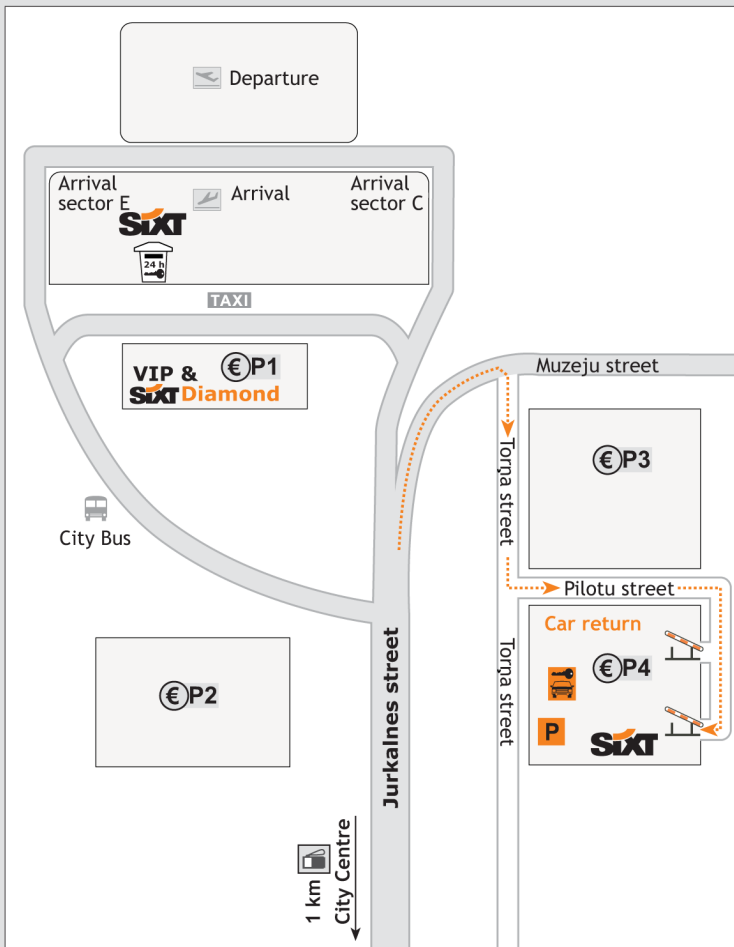 Departure
Arrival
sector E
Arrival
Arrival
sector C
SIXT
24 h
TAXI
VIP &
€P1
SIXT Diamond
Muzeju street
€P3
Torņa street
City Bus
Pilotu street
Car return
€P4
Torņa street
P
SIXT
€P2
Jurkalnes street
1 km
City Centre